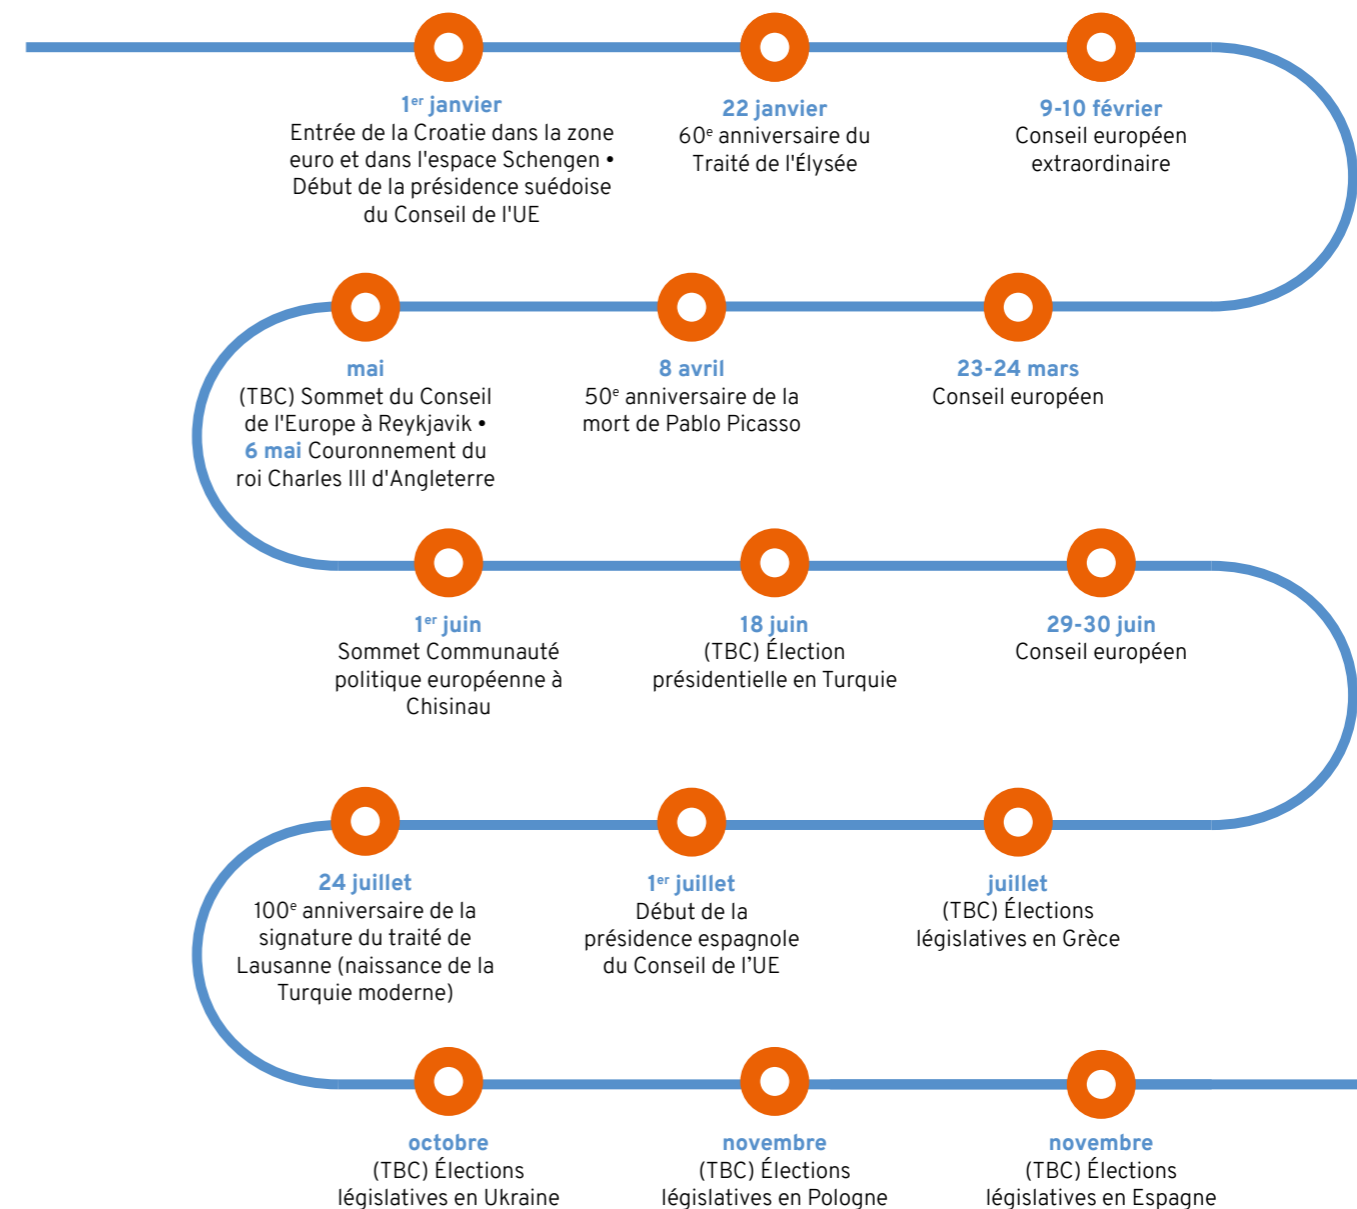 1er janvier
Entrée de la Croatie dans la zone
euro et dans l'espace Schengen •
Début de la présidence suédoise
du Conseil de l'UE
22 janvier
60e anniversaire du
Traité de l'Élysée
9-10 février
Conseil européen
extraordinaire
23-24 mars
Conseil européen
8 avril
50e anniversaire de la
mort de Pablo Picasso
mai
(TBC) Sommet du Conseil
de l'Europe à Reykjavik •
6 mai Couronnement du
roi Charles III d'Angleterre
1er juin
Sommet Communauté
politique européenne à
Chisinau
18 juin
(TBC) Élection
présidentielle en Turquie
29-30 juin
Conseil européen
juillet
(TBC) Élections
législatives en Grèce
1er juillet
Début de la
présidence espagnole
du Conseil de l’UE
24 juillet
100e anniversaire de la
signature du traité de
Lausanne (naissance de la
Turquie moderne)
octobre
(TBC) Élections
législatives en Ukraine
novembre
(TBC) Élections
législatives en Pologne
novembre
(TBC) Élections
législatives en Espagne